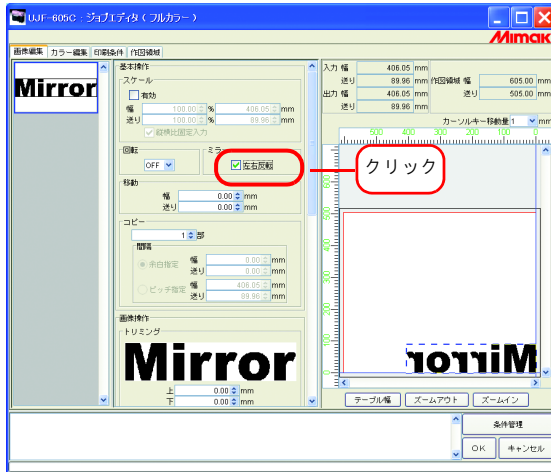 UJF-605C : ジョブエディタ ( フルカラー )
Mimaki
画像編集 カラー編集 印刷条件 作図領域
Mirror
基本操作
スケール
有効
幅 100.00 % 406.05 mm
送り 100.00 % 89.96 mm
縦横比固定入力
回転
OFF
ミラー
左右反転
移動
幅 0.00 mm
送り 0.00 mm
コピー
1 部
間隔
余白指定 幅 0.00 mm
送り 0.00 mm
ピッチ指定 幅 406.05 mm
送り 89.96 mm
画像操作
トリミング
Mirror
上 0.00 mm
下 0.00 mm
入力 幅 406.05 mm
送り 89.96 mm 作図領域 幅 605.00 mm
出力 幅 406.05 mm 送り 505.00 mm
送り 89.96 mm
カーソルキー移動量 1 mm
500 400 300 200 100 0
クリック
600
500
400
300
200
100
0
Mirror
テーブル幅 ズームアウト ズームイン
条件管理
OK キャンセル